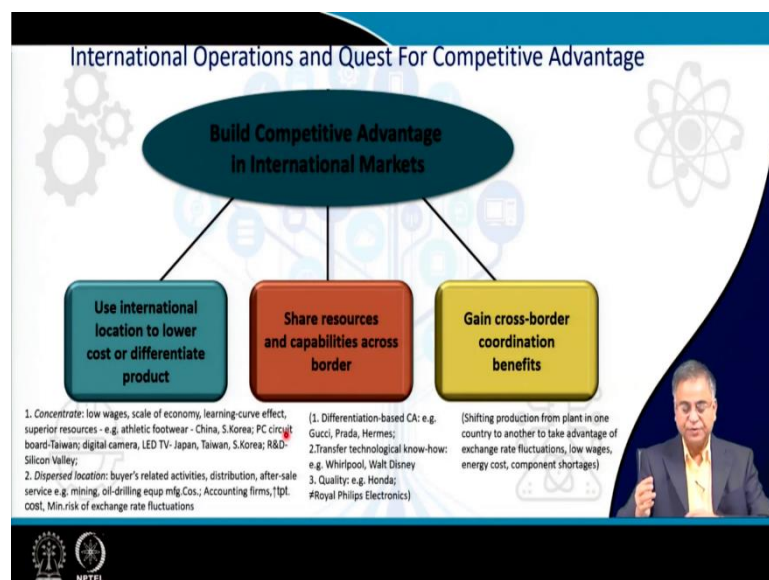 International Operations and Quest For Competitive Advantage
Build Competitive Advantage
in International Markets
Use international
location to lower
cost or differentiate
product
Share resources
and capabilities across
border
Gain cross-border
coordination
benefits
1. Concentrate: low wages, scale of economy, learning-curve effect,
superior resources - e.g. athletic footwear - China, S.Korea; PC circuit
board-Taiwan; digital camera, LED TV- Japan, Taiwan, S.Korea; R&D-
Silicon Valley;
2. Dispersed location: buyer's related activities, distribution, after-sale
service e.g. mining, oil-drilling equp mfg.Cos.; Accounting firms,↑tpt.
cost, Min.risk of exchange rate fluctuations
(1. Differentiation-based CA: e.g.
Gucci, Prada, Hermes;
2.Transfer technological know-how:
e.g. Whirlpool, Walt Disney
3. Quality: e.g. Honda;
≠Royal Philips Electronics)
(Shifting production from plant in one
country to another to take advantage of
exchange rate fluctuations, low wages,
energy cost, component shortages)
NPTEL